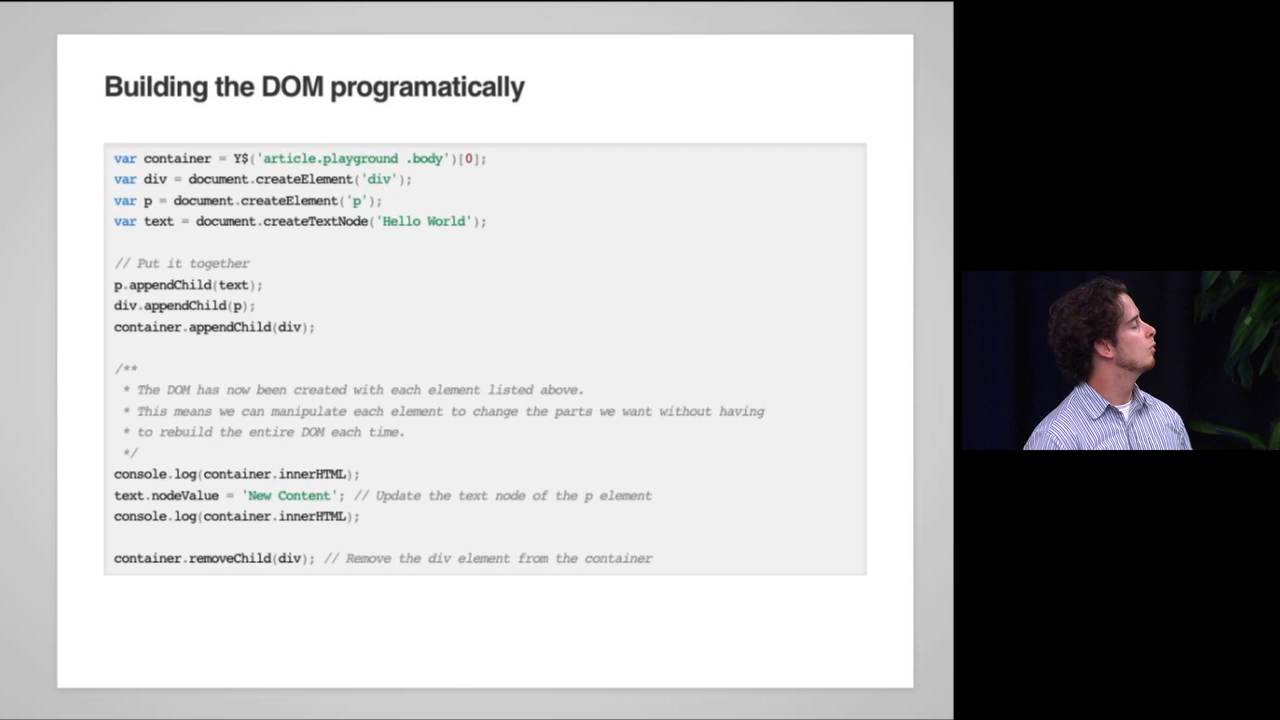 Building the DOM programatically
var container = Y$('article.playground .body')[0];
var div = document.createElement('div');
var p = document.createElement('p');
var text = document.createTextNode('Hello World');
// Put it together
p.appendChild(text);
div.appendChild(p);
container.appendChild(div);
/**
* The DOM has now been created with each element listed above.
* This means we can manipulate each element to change the parts we want without having
* to rebuild the entire DOM each time.
*/
console.log(container.innerHTML);
text.nodeValue = 'New Content'; // Update the text node of the p element
console.log(container.innerHTML);
container.removeChild(div); // Remove the div element from the container